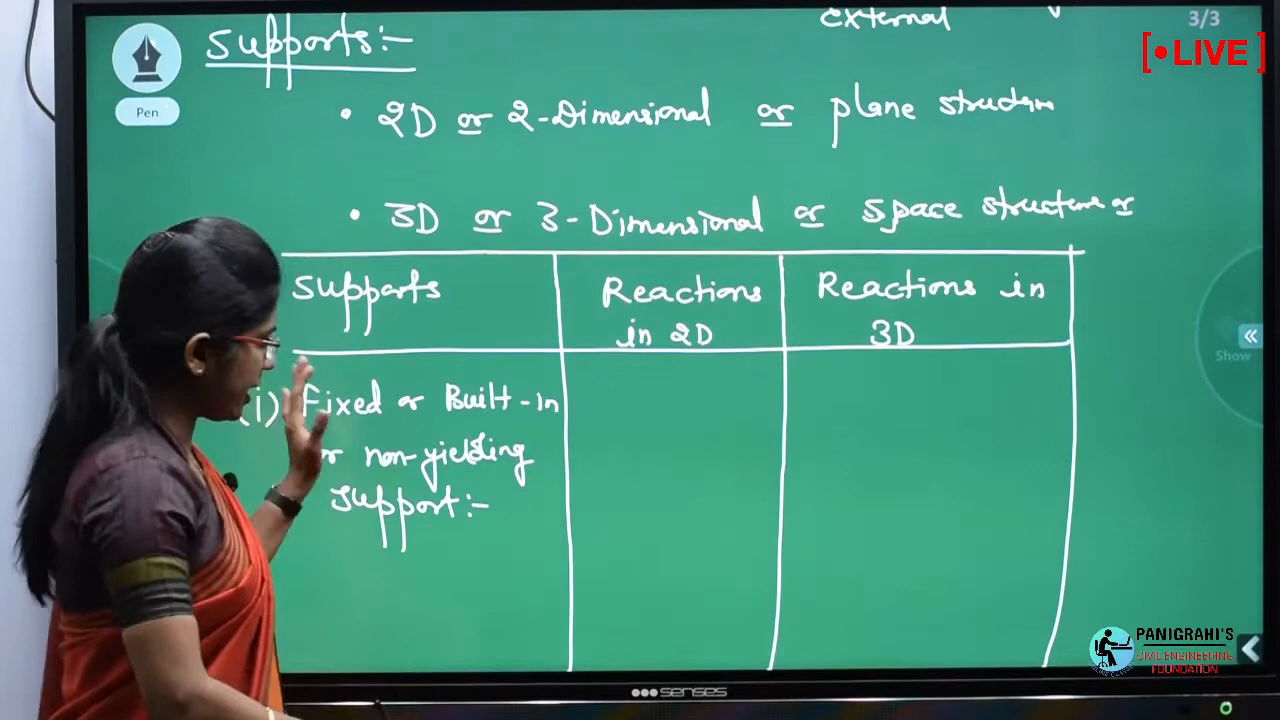 external
3/3
[•LIVE]
Supports:-
Pen
• 2D or 2-Dimensional or plane structure
• 3D or 3-Dimensional or space structure or
Supports
Reactions in 2D
Reactions in 3D
(i) Fixed or Built-in
or non-yielding
support:-
Show
PANIGRAHI'S
CIVIL ENGINEERING
FOUNDATION
senses